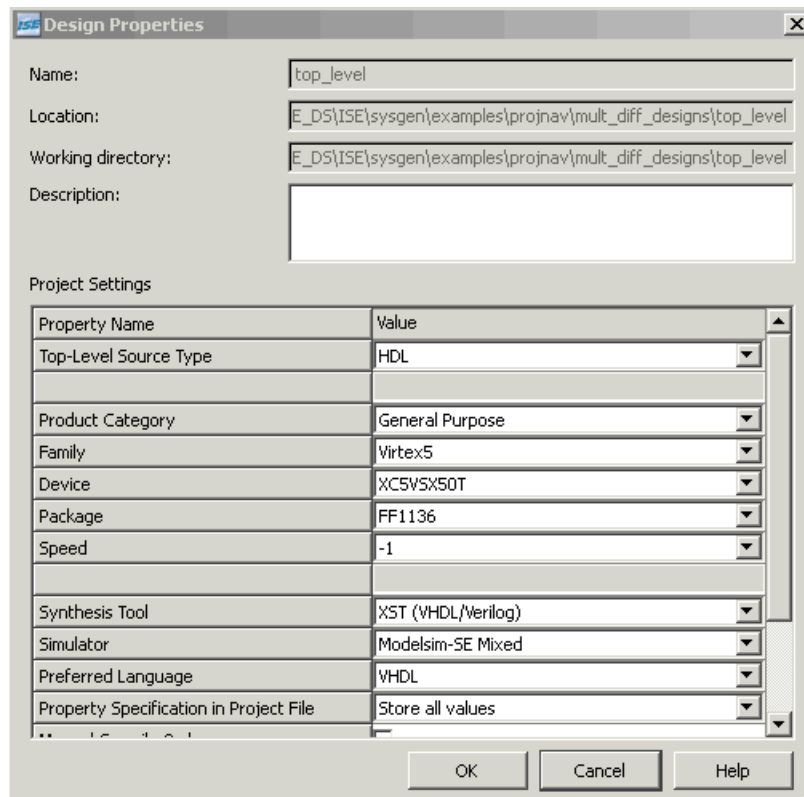 ISE Design Properties
Name: top_level
Location: E_DS\ISE\sysgen\examples\projnav\mult_diff_designs\top_level
Working directory: E_DS\ISE\sysgen\examples\projnav\mult_diff_designs\top_level
Description:
Project Settings
Property Name Value
Top-Level Source Type HDL
Product Category General Purpose
Family Virtex5
Device XC5VSX50T
Package FF1136
Speed -1
Synthesis Tool XST (VHDL/Verilog)
Simulator Modelsim-SE Mixed
Preferred Language VHDL
Property Specification in Project File Store all values
OK Cancel Help